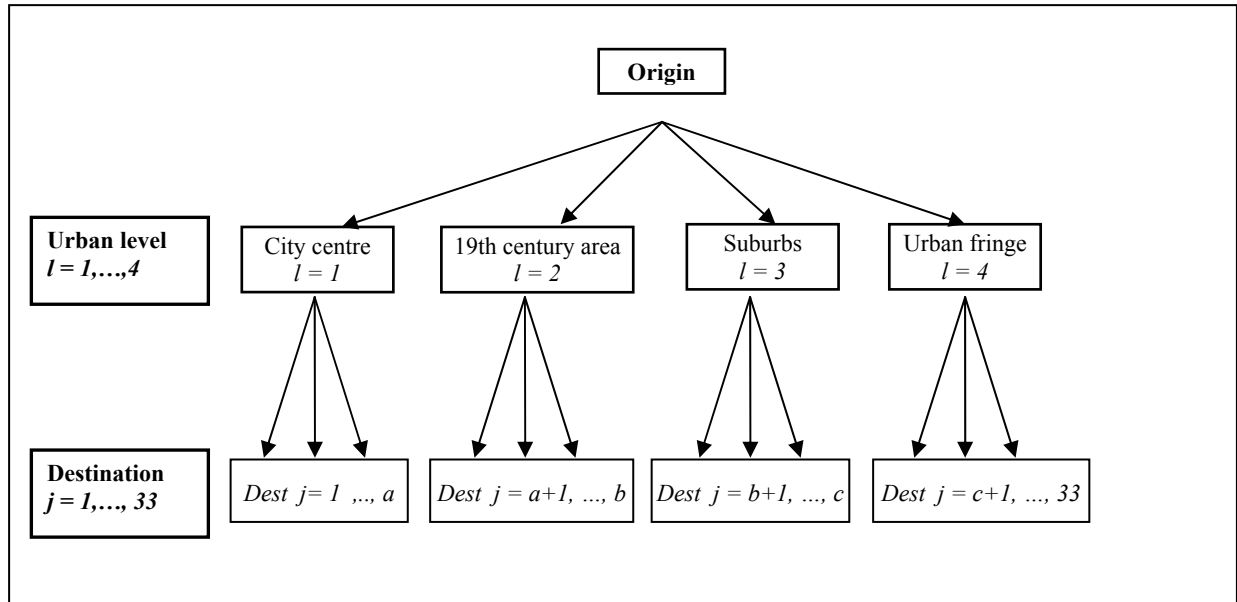 Origin
Urban level
l = 1,…,4
City centre
l = 1
19th century area
l = 2
Suburbs
l = 3
Urban fringe
l = 4
Destination
j = 1,…, 33
Dest j= 1 ,.., a
Dest j = a+1, …, b
Dest j = b+1, …, c
Dest j = c+1, …, 33